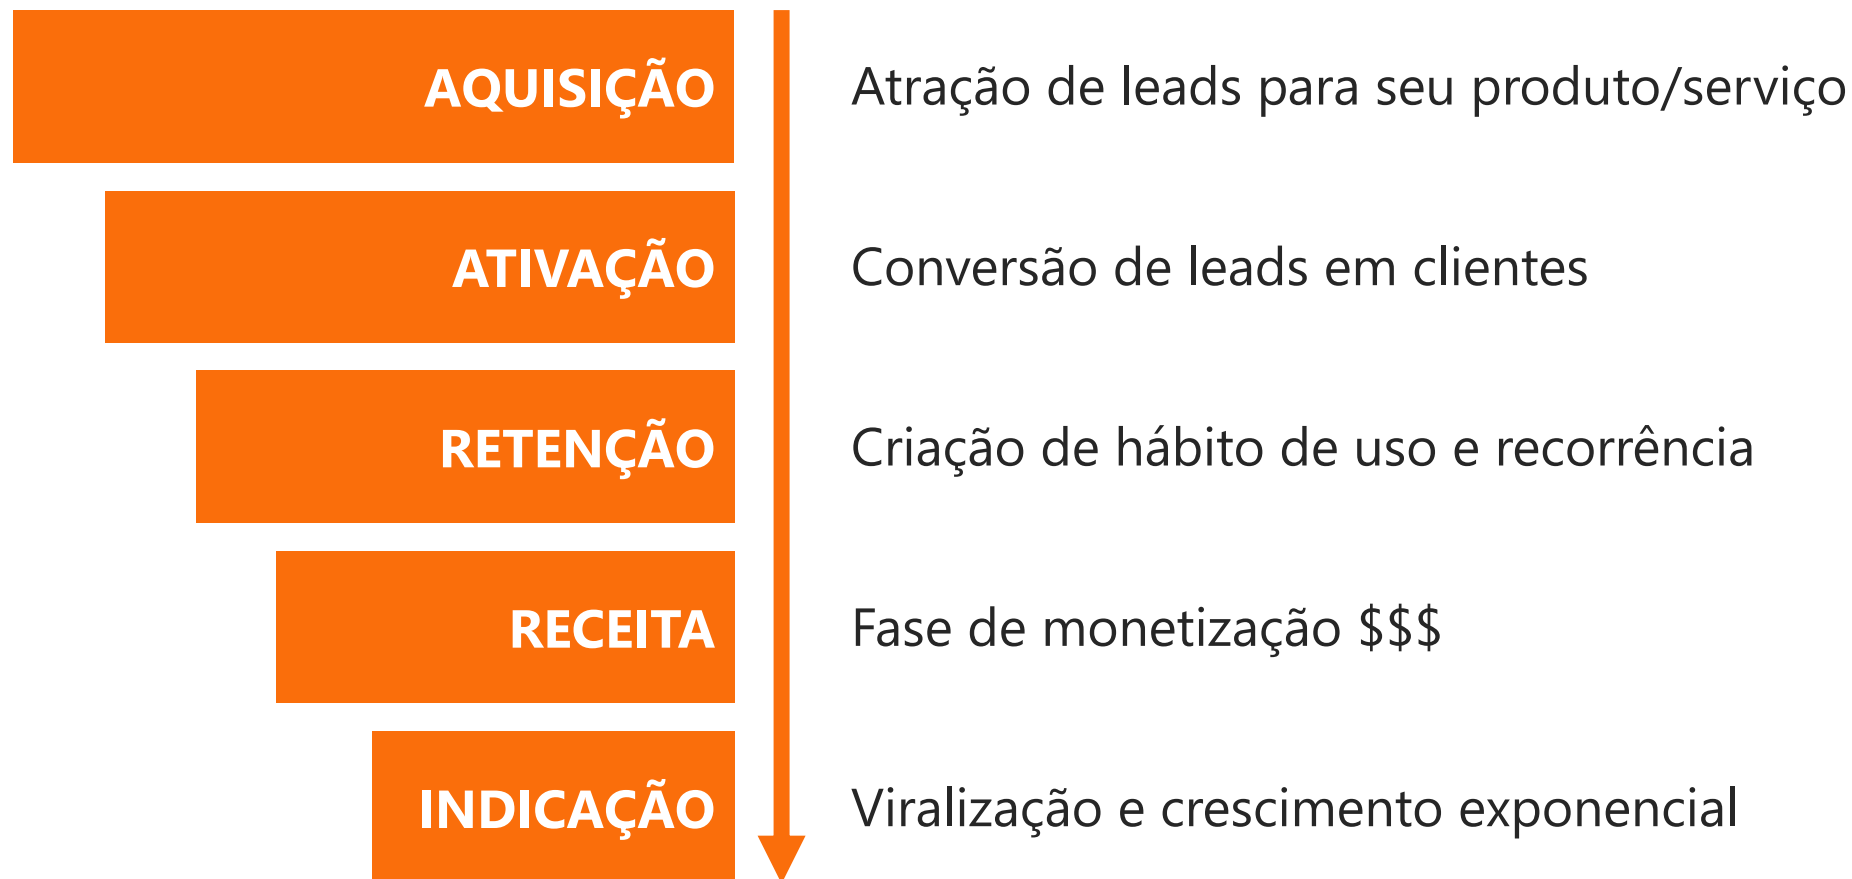 AQUISIÇÃO
Atração de leads para seu produto/serviço
ATIVAÇÃO
Conversão de leads em clientes
RETENÇÃO
Criação de hábito de uso e recorrência
RECEITA
Fase de monetização $$$
INDICAÇÃO
Viralização e crescimento exponencial